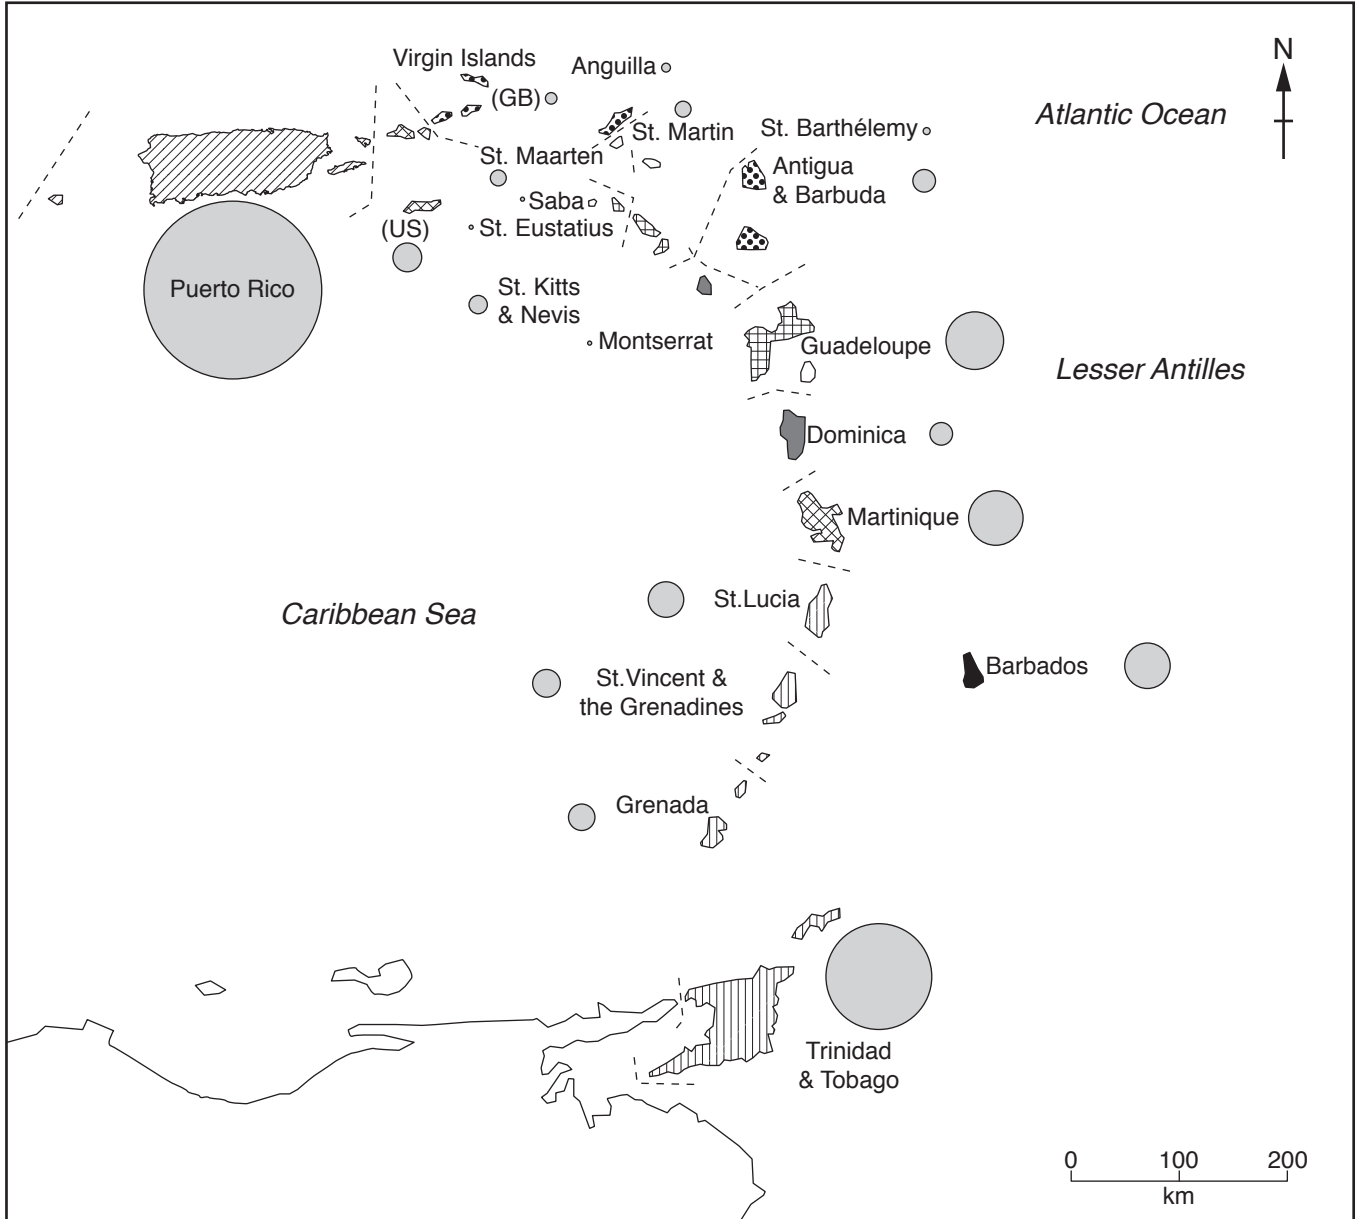 Virgin Islands
Anguilla
N
(GB)
Atlantic Ocean
St. Martin
St. Barthélemy
St. Maarten
Antigua
& Barbuda
Saba
(US)
St. Eustatius
Puerto Rico
St. Kitts
& Nevis
Montserrat
Guadeloupe
Lesser Antilles
Dominica
Martinique
Caribbean Sea
St.Lucia
St.Vincent &
the Grenadines
Barbados
Grenada
Trinidad
& Tobago
0 100 200
km